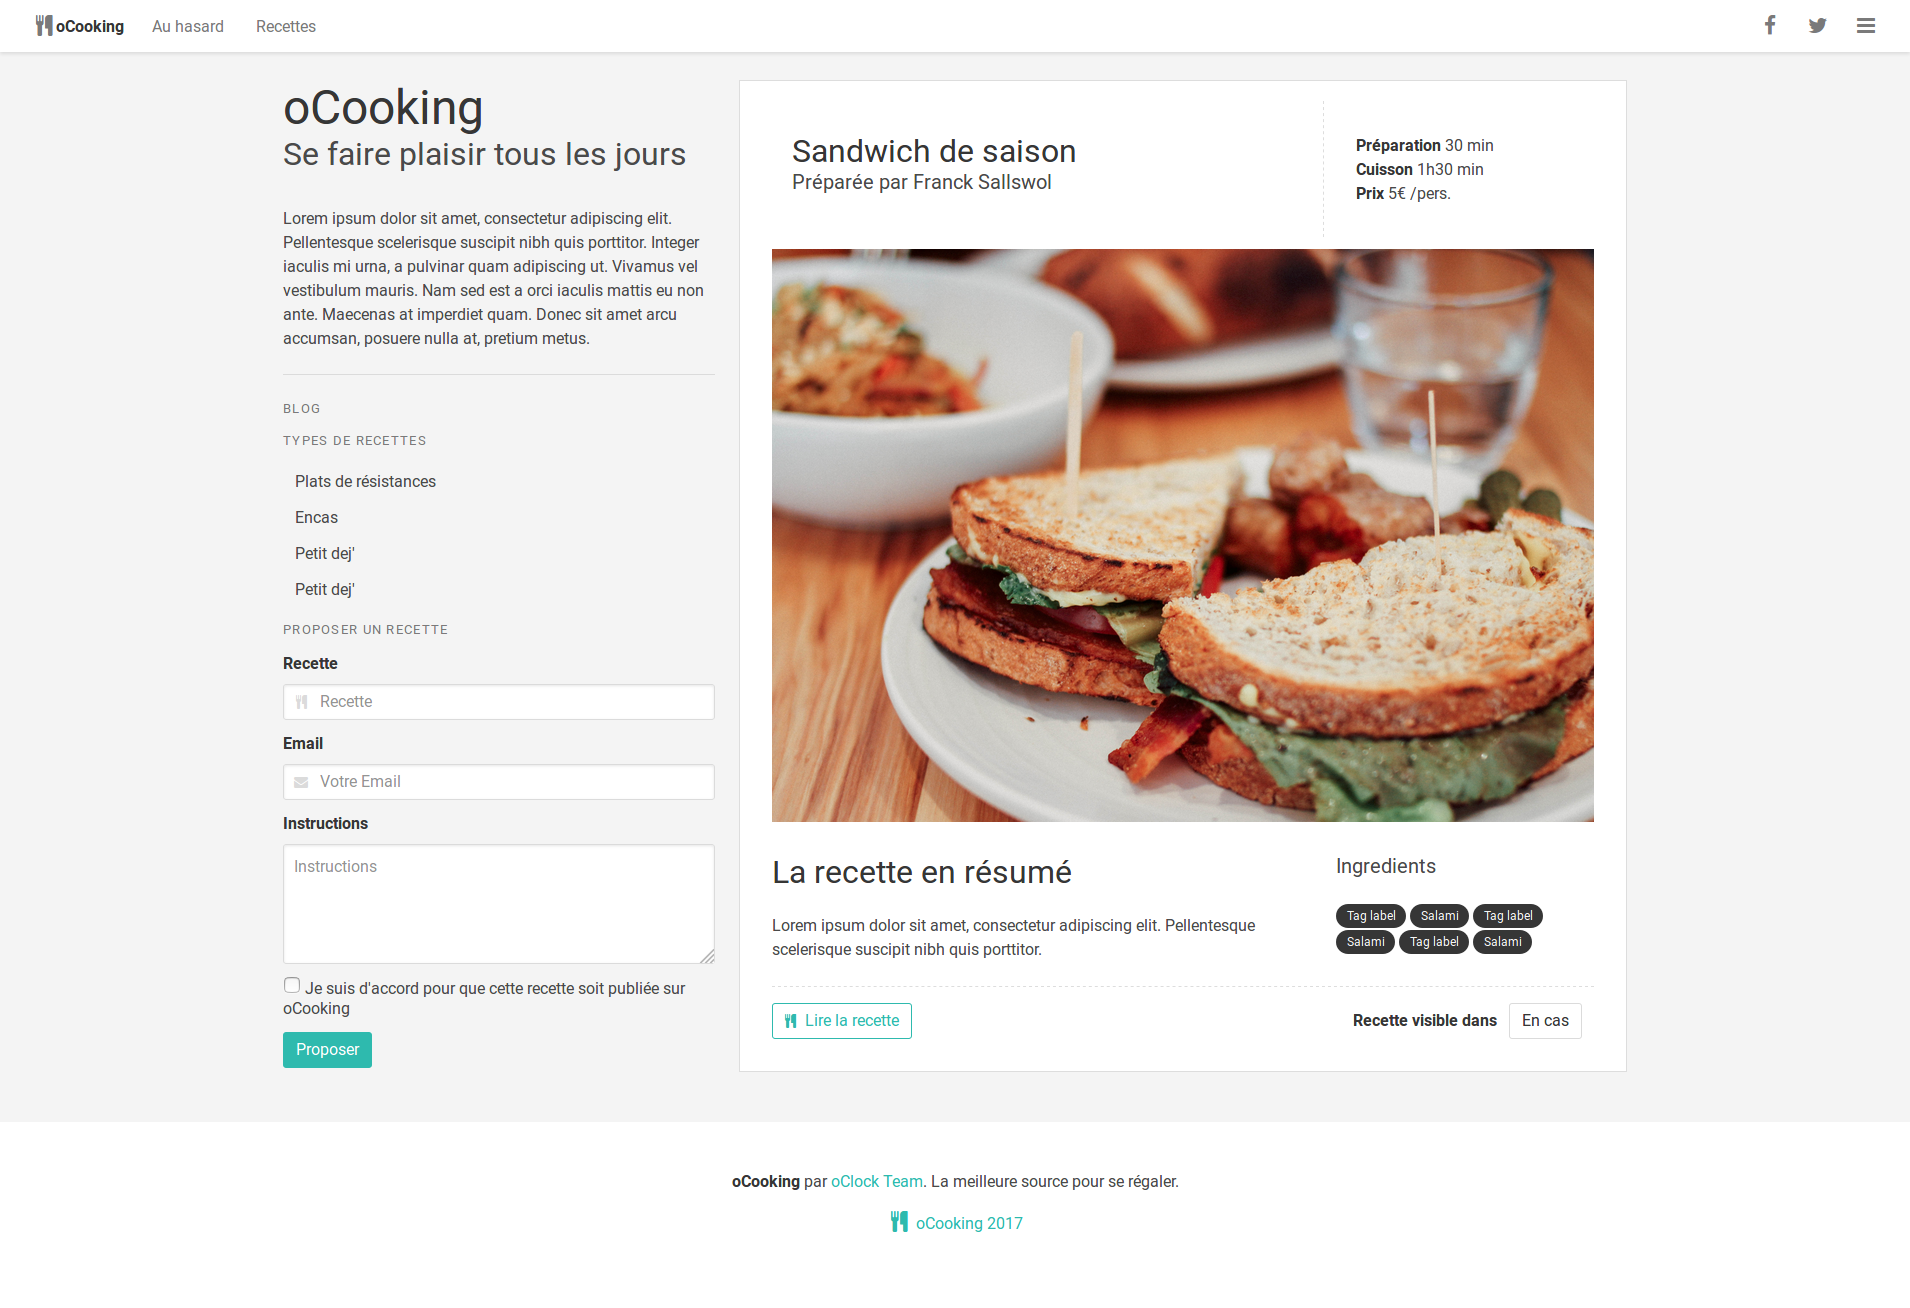 oCooking Au hasard Recettes
oCooking
Se faire plaisir tous les jours
Lorem ipsum dolor sit amet, consectetur adipiscing elit.
Pellentesque scelerisque suscipit nibh quis porttitor. Integer
iaculis mi urna, a pulvinar quam adipiscing ut. Vivamus vel
vestibulum mauris. Nam sed est a orci iaculis mattis eu non
ante. Maecenas at imperdiet quam. Donec sit amet arcu
accumsan, posuere nulla at, pretium metus.
BLOG
TYPES DE RECETTES
Plats de résistances
Encas
Petit dej'
Petit dej'
PROPOSER UN RECETTE
Recette
Recette
Email
Votre Email
Instructions
Instructions
Je suis d'accord pour que cette recette soit publiée sur
oCooking
Proposer
Sandwich de saison
Préparée par Franck Sallswol
Préparation 30 min
Cuisson 1h30 min
Prix 5€ /pers.
La recette en résumé
Lorem ipsum dolor sit amet, consectetur adipiscing elit. Pellentesque
scelerisque suscipit nibh quis porttitor.
Ingredients
Tag label Salami Tag label
Salami Tag label Salami
Lire la recette
Recette visible dans En cas
oCooking par oClock Team. La meilleure source pour se régaler.
oCooking 2017